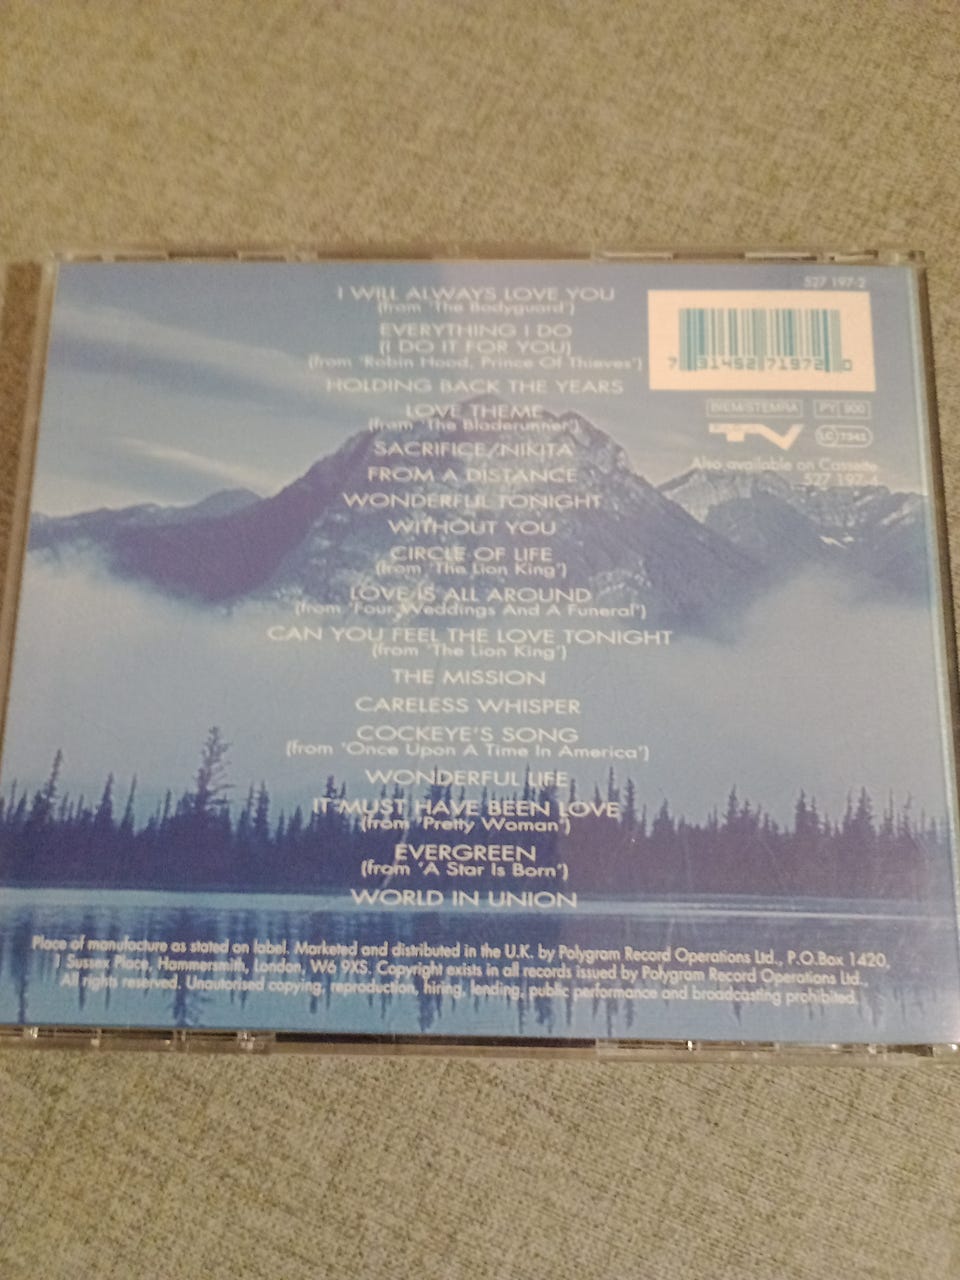 527 197-2
I WILL ALWAYS LOVE YOU
(from 'The Bodyguard')
EVERYTHING I DO
(I DO IT FOR YOU)
(from 'Robin Hood, Prince Of Thieves')
7 31452 71972 0
HOLDING BACK THE YEARS
LOVE THEME
(from 'The Bladerunner')
BIEM/STEMRA PY 900
TV LC 7341
SACRIFICE/NIKITA
Also available on Cassette
527 197-4
FROM A DISTANCE
WONDERFUL TONIGHT
WITHOUT YOU
CIRCLE OF LIFE
(from 'The Lion King')
LOVE IS ALL AROUND
(from 'Four Weddings And A Funeral')
CAN YOU FEEL THE LOVE TONIGHT
(from 'The Lion King')
THE MISSION
CARELESS WHISPER
COCKEYE'S SONG
(from 'Once Upon A Time In America')
WONDERFUL LIFE
IT MUST HAVE BEEN LOVE
(from 'Pretty Woman')
EVERGREEN
(from 'A Star Is Born')
WORLD IN UNION
Place of manufacture as stated on label. Marketed and distributed in the U.K. by Polygram Record Operations Ltd., P.O.Box 1420,
1 Sussex Place, Hammersmith, London, W6 9XS. Copyright exists in all records issued by Polygram Record Operations Ltd.,
All rights reserved. Unautorised copying, reproduction, hiring, lending, public performance and broadcasting prohibited.